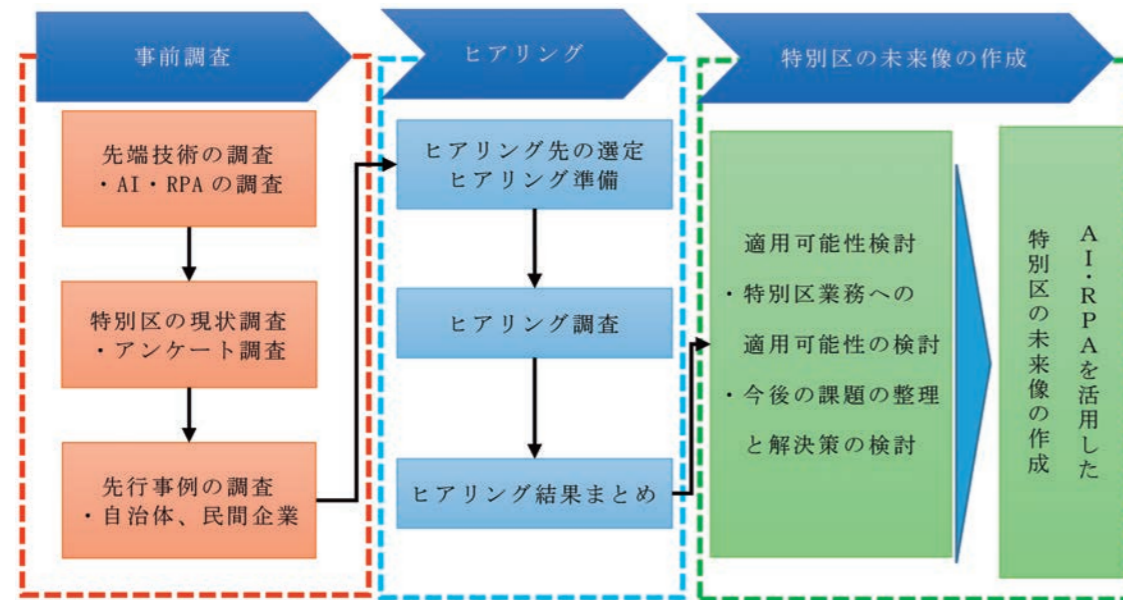 事前調査
先端技術の調査
・AI・RPAの調査
特別区の現状調査
・アンケート調査
先行事例の調査
・自治体、民間企業
ヒアリング
ヒアリング先の選定
ヒアリング準備
ヒアリング調査
ヒアリング結果まとめ
特別区の未来像の作成
適用可能性検討
・特別区業務への
適用可能性の検討
・今後の課題の整理
と解決策の検討
AI・RPAを活用した
特別区の未来像の作成